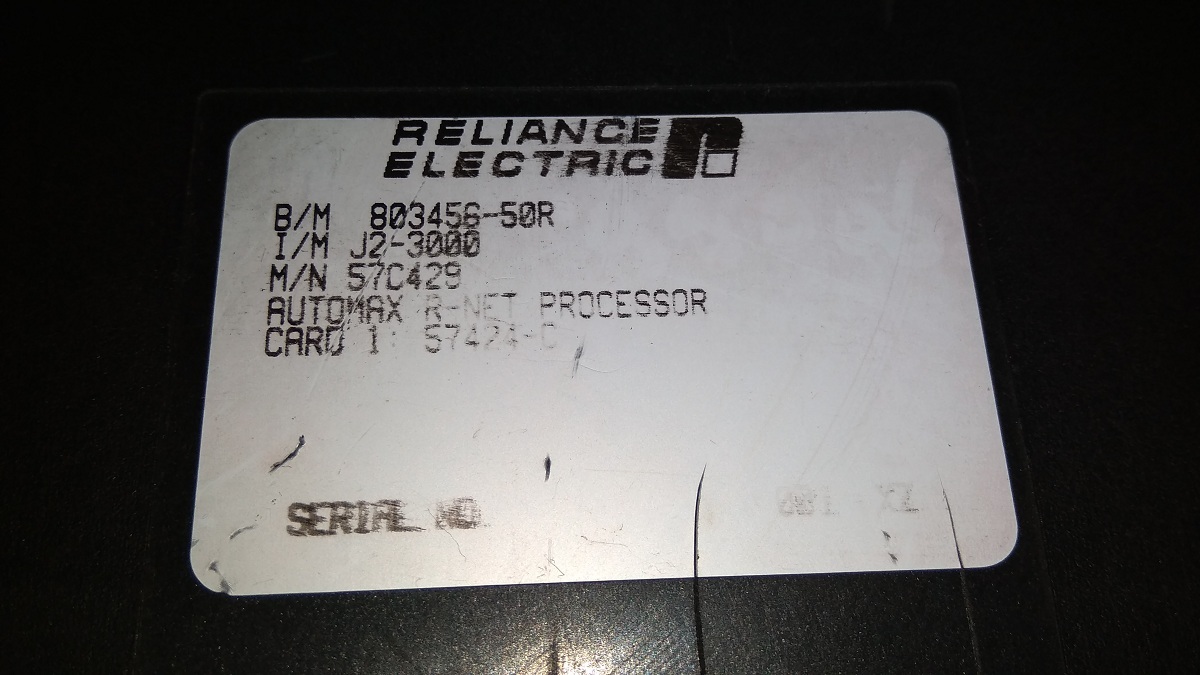 RELIANCE
ELECTRIC
B/M 803456-50R
I/M J2-3000
M/N 57C429
AUTOMAX R-NET PROCESSOR
CARD 1: 57424-C
SERIAL NO.